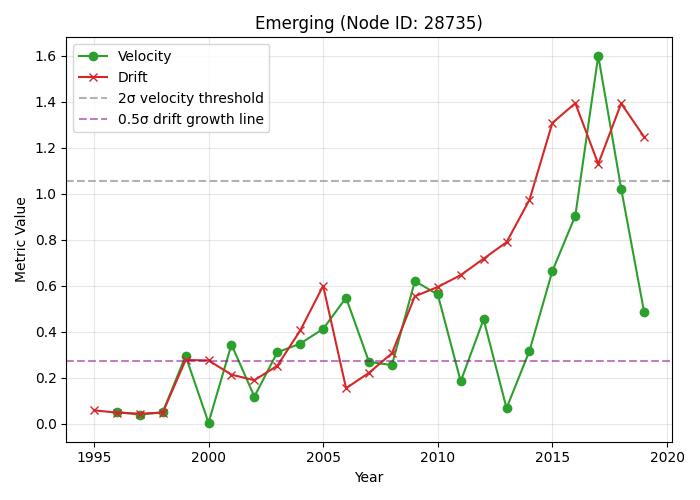 Emerging (Node ID: 28735)
Velocity
Drift
2σ velocity threshold
0.5σ drift growth line
Metric Value
1.6
1.4
1.2
1.0
0.8
0.6
0.4
0.2
0.0
1995
2000
2005
2010
2015
2020
Year